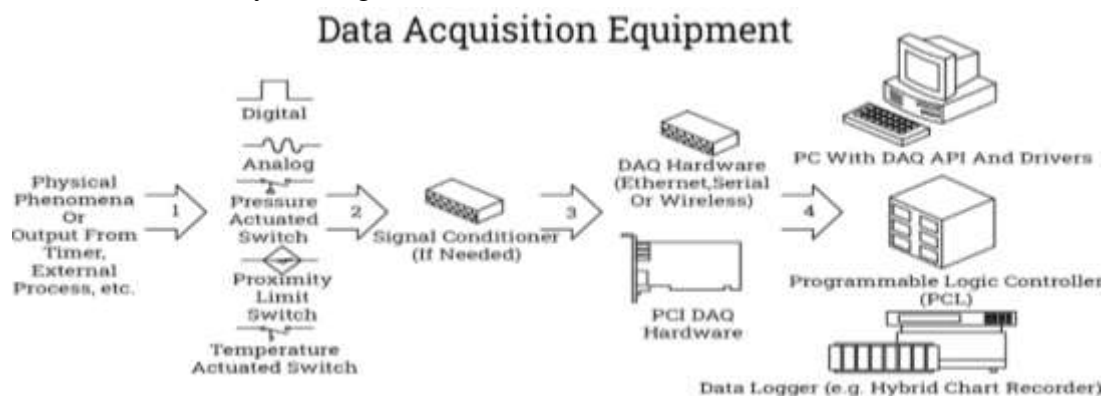 Data Acquisition Equipment
Physical
Phenomena
Or
Output From
Timer,
External
Process, etc.
1
Digital
Analog
Pressure
Actuated
Switch
Proximity
Limit
Switch
Temperature
Actuated Switch
2
Signal Conditioner
(If Needed)
3
DAQ Hardware
(Ethernet,Serial
Or Wireless)
PCI DAQ
Hardware
4
PC With DAQ API And Drivers
Programmable Logic Controller
(PCL)
Data Logger (e.g. Hybrid Chart Recorder)